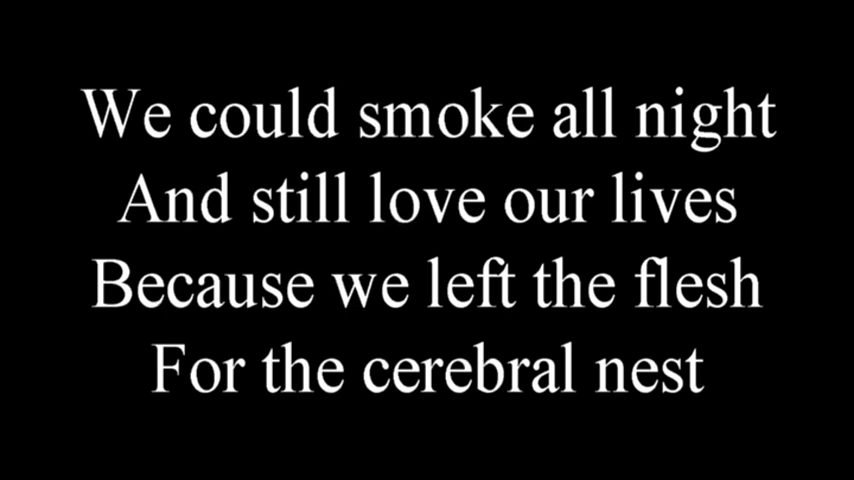 We could smoke all night
And still love our lives
Because we left the flesh
For the cerebral nest